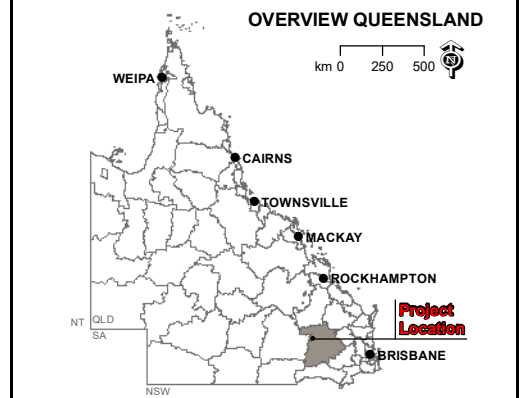 OVERVIEW QUEENSLAND
km 0 250 500
N
WEIPA
CAIRNS
TOWNSVILLE
MACKAY
ROCKHAMPTON
Project
Location
NT QLD
SA
BRISBANE
NSW